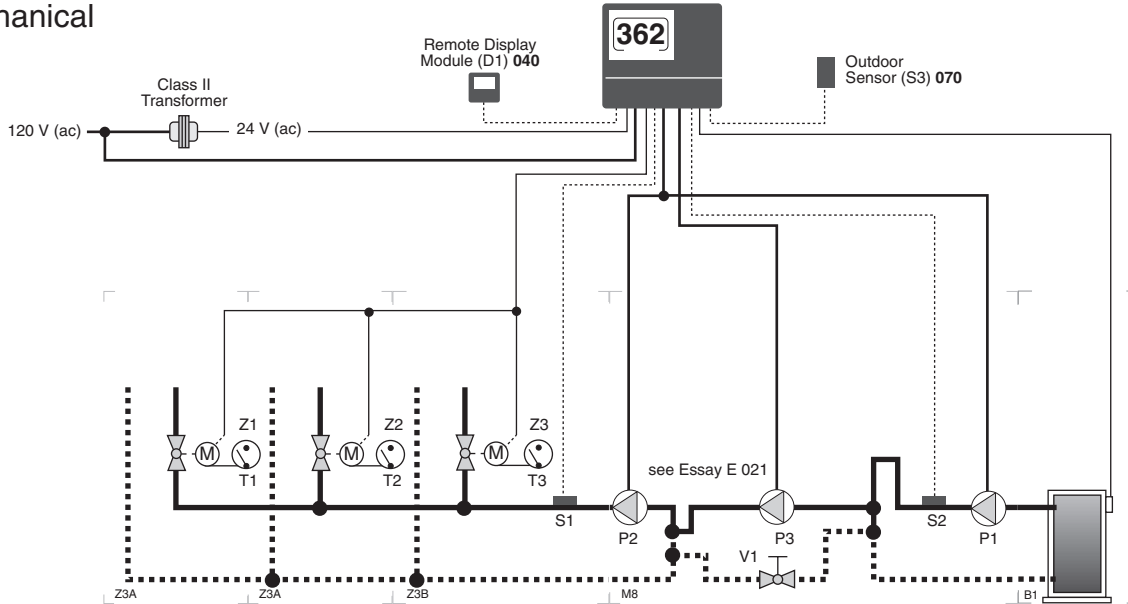 hanical
362
Remote Display
Module (D1) 040
Outdoor
Sensor (S3) 070
Class II
Transformer
120 V (ac)
24 V (ac)
Z1
Z2
Z3
M
M
M
T1
T2
T3
see Essay E 021
S1
P2
P3
S2
P1
V1
Z3A
Z3A
Z3B
M8
B1